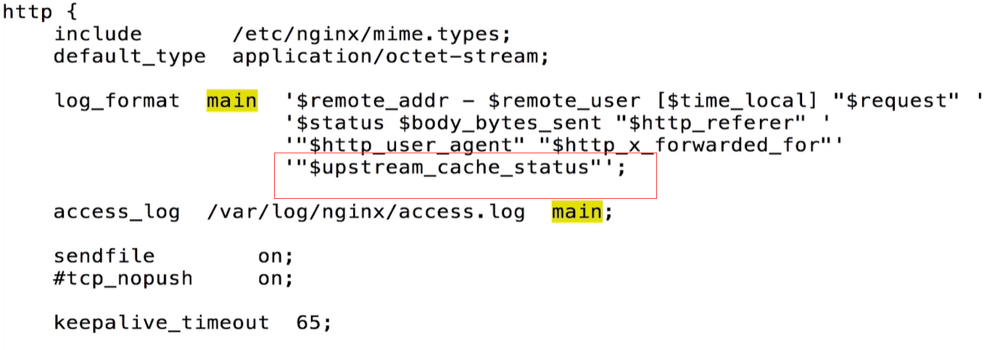 http {
    include       /etc/nginx/mime.types;
    default_type  application/octet-stream;
    log_format  main  '$remote_addr - $remote_user [$time_local] "$request" '
                      '$status $body_bytes_sent "$http_referer" '
                      '"$http_user_agent" "$http_x_forwarded_for"'
                      '"$upstream_cache_status"';
    access_log  /var/log/nginx/access.log  main;
    sendfile        on;
    #tcp_nopush     on;
    keepalive_timeout  65;